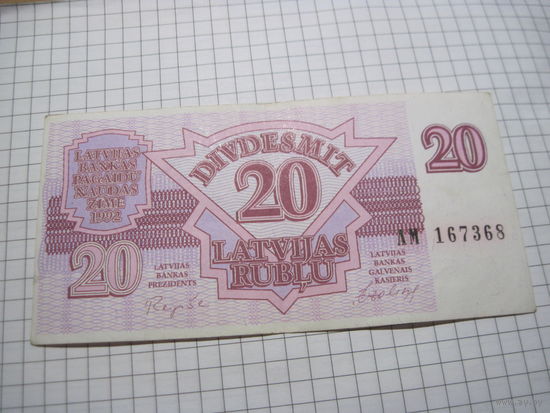 LATVIJAS
BANKAS
PAGAIDU
NAUDAS
ZĪME
1992
DIVDESMIT
20
LATVIJAS
RUBĻU
20
AM 167368
20
LATVIJAS
BANKAS
PREZIDENTS
LATVIJAS
BANKAS
GALVENAIS
KASIERIS